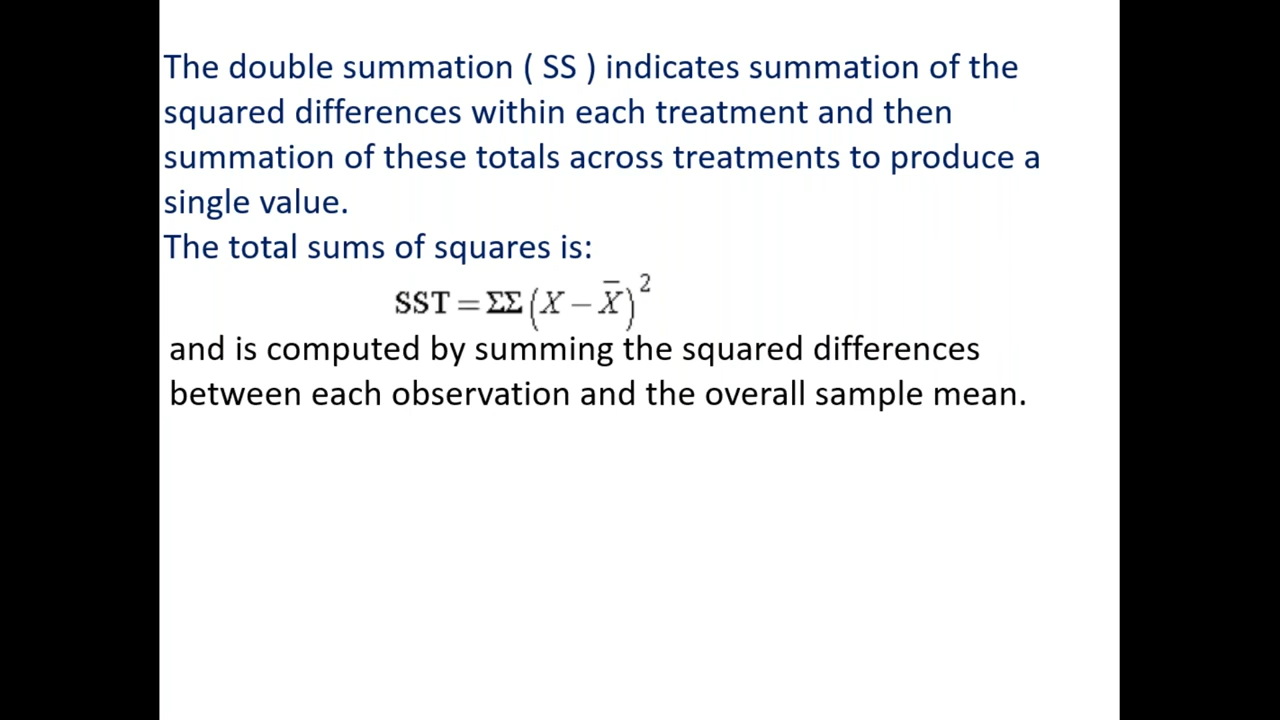 The double summation ( SS ) indicates summation of the
squared differences within each treatment and then
summation of these totals across treatments to produce a
single value.
The total sums of squares is:
SST = ΣΣ (X − X̄)²
and is computed by summing the squared differences
between each observation and the overall sample mean.